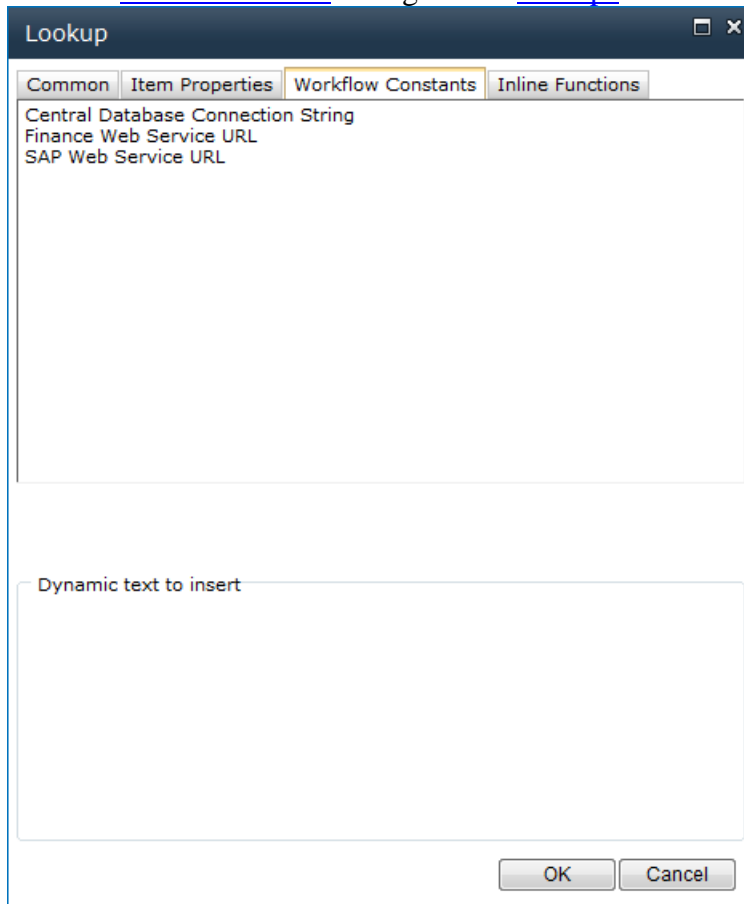 Lookup
Common Item Properties Workflow Constants Inline Functions
Central Database Connection String
Finance Web Service URL
SAP Web Service URL
Dynamic text to insert
OK Cancel